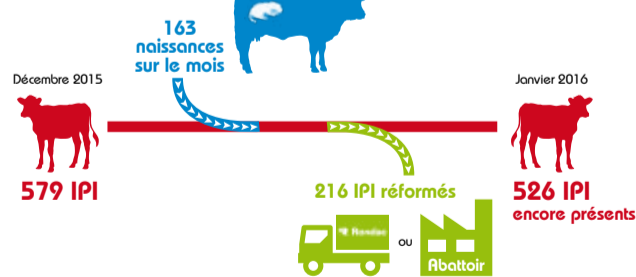 163
naissances
sur le mois
Décembre 2015
Janvier 2016
579 IPI
216 IPI réformés
526 IPI
encore présents
ou
Abattoir